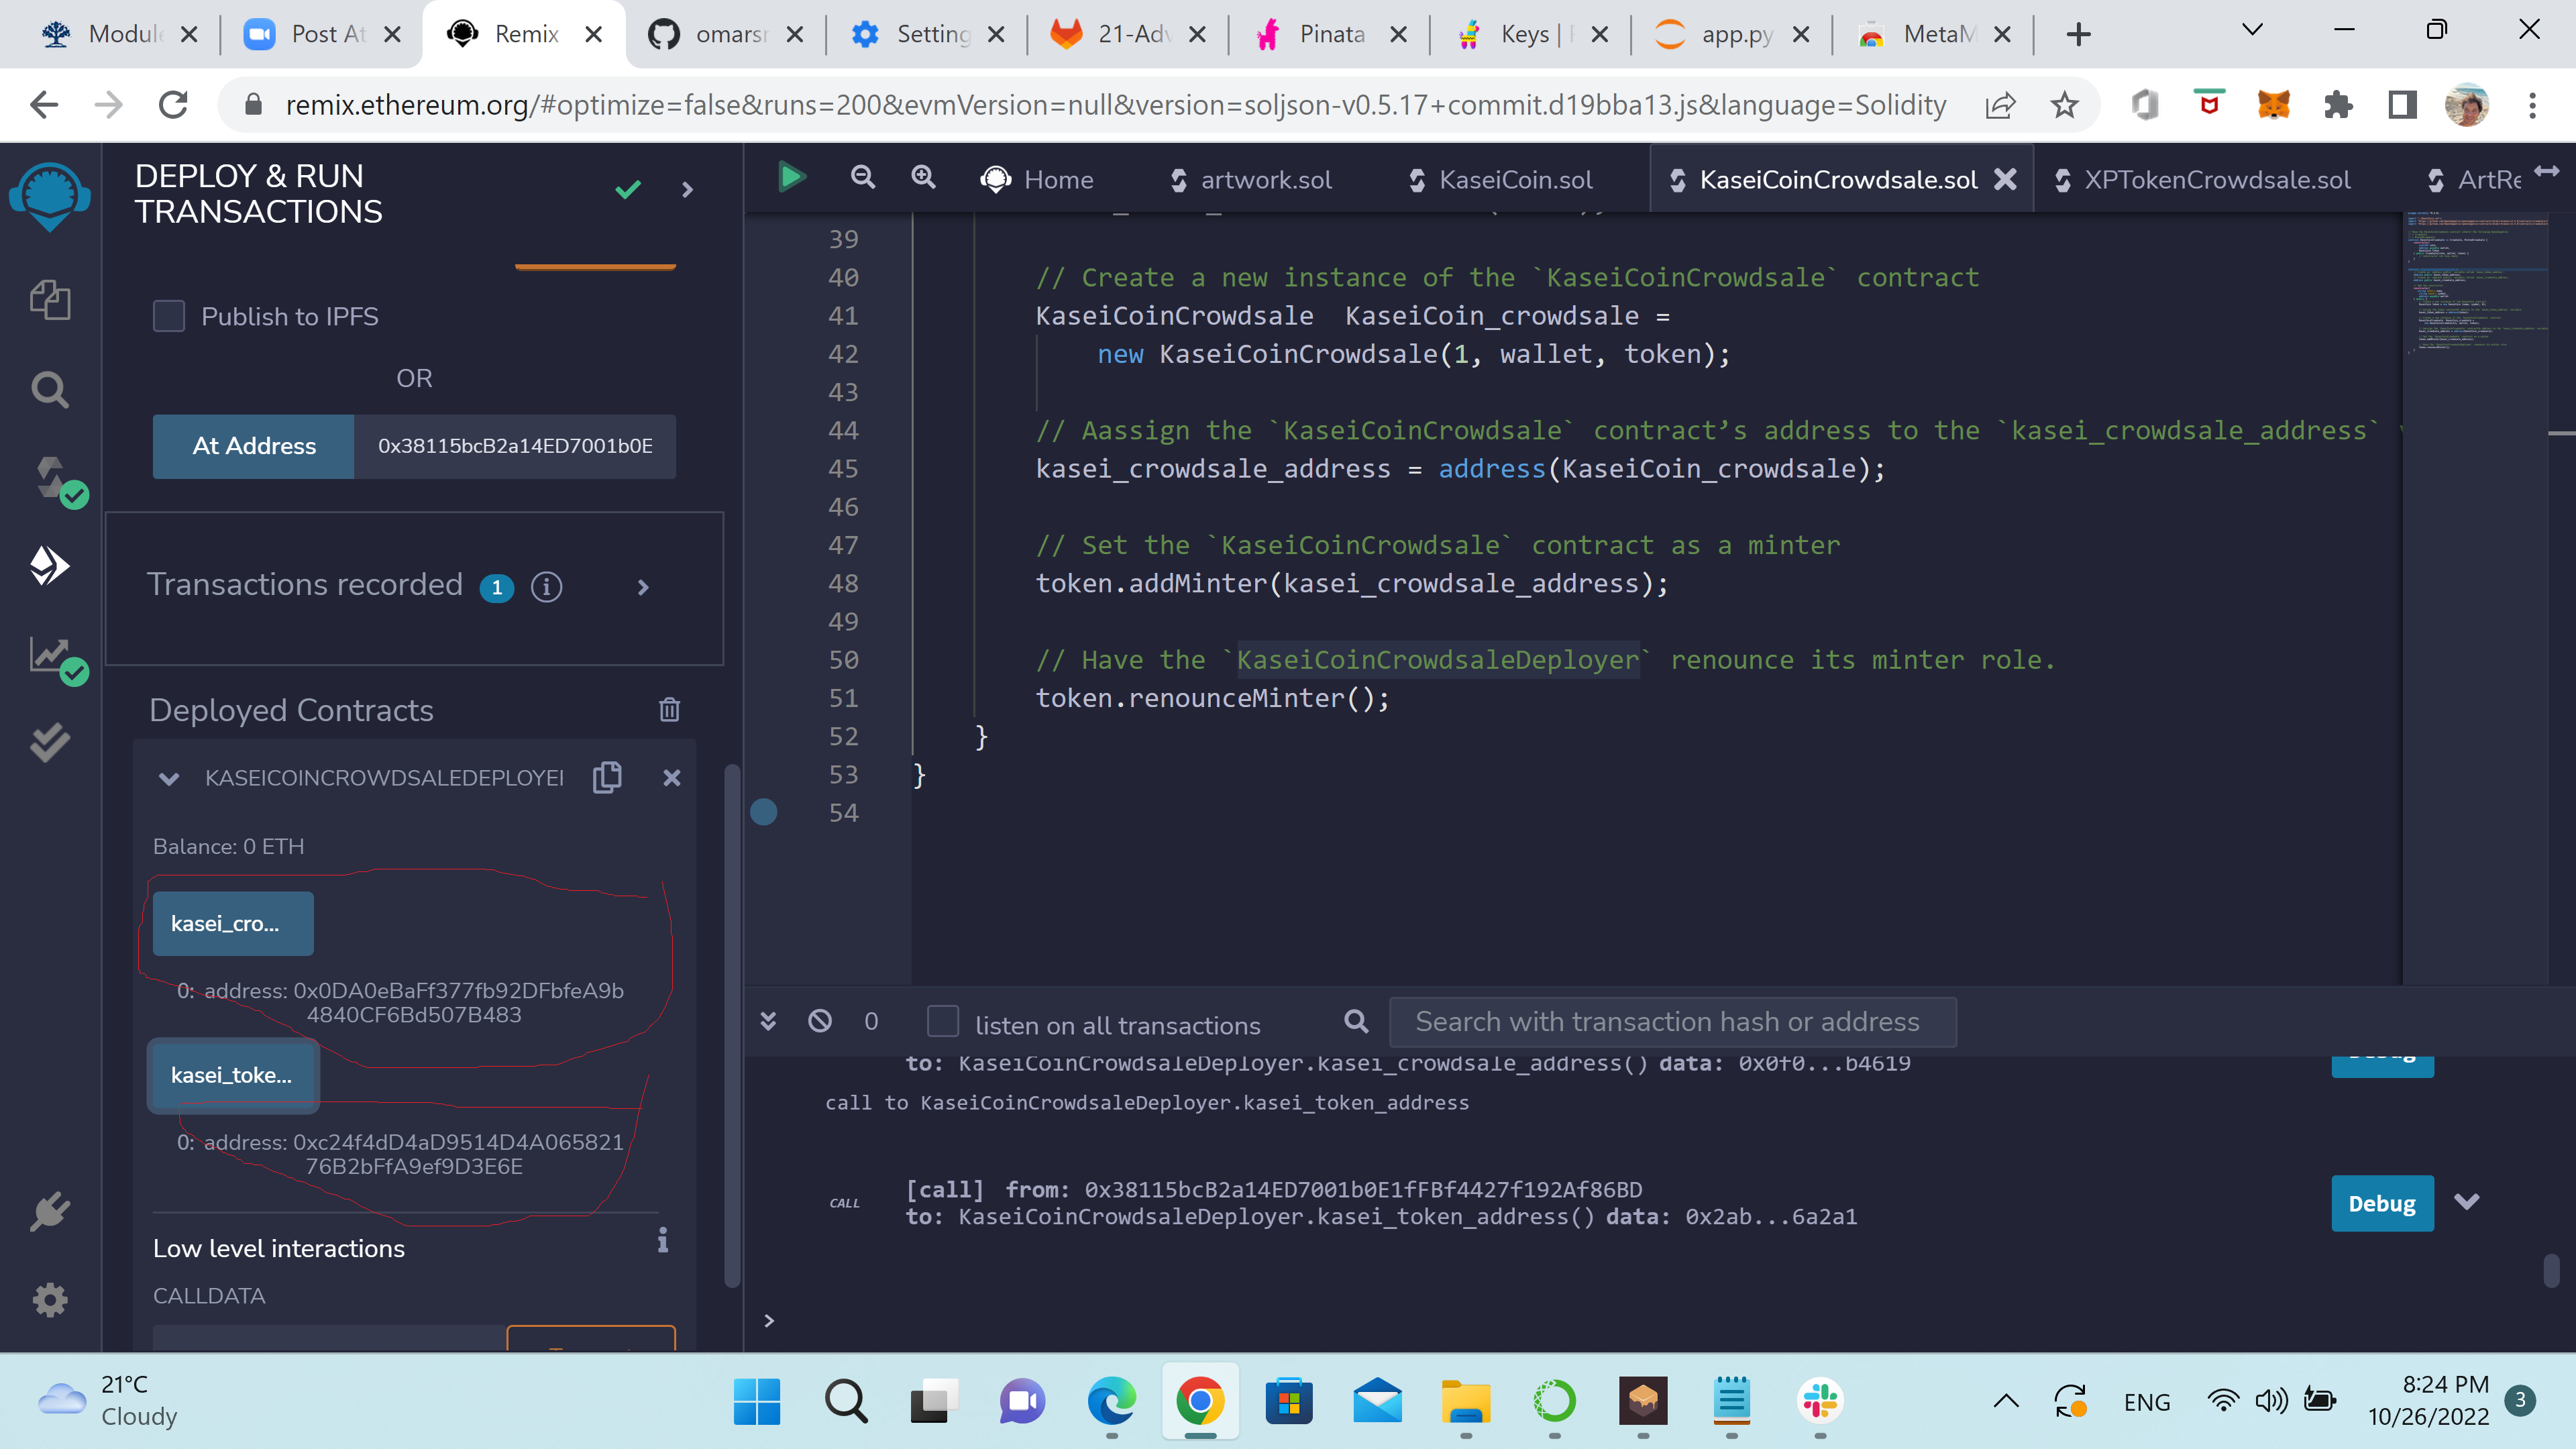 Module
Post At
Remix
omarsr
Setting
21-Adv
Pinata
Keys |
app.py
MetaM
remix.ethereum.org/#optimize=false&runs=200&evmVersion=null&version=soljson-v0.5.17+commit.d19bba13.js&language=Solidity
DEPLOY & RUN
TRANSACTIONS
Publish to IPFS
OR
At Address
0x38115bcB2a14ED7001b0E
Transactions recorded 1
Deployed Contracts
KASEICOINCROWDSALEDEPLOYEI
Balance: 0 ETH
kasei_cro...
0: address: 0x0DA0eBaFf377fb92DFbfeA9b
4840CF6Bd507B483
kasei_toke...
0: address: 0xc24f4dD4aD9514D4A065821
76B2bFfA9ef9D3E6E
Low level interactions
CALLDATA
Home
artwork.sol
KaseiCoin.sol
KaseiCoinCrowdsale.sol
XPTokenCrowdsale.sol
ArtRe
39
40 // Create a new instance of the `KaseiCoinCrowdsale` contract
41 KaseiCoinCrowdsale KaseiCoin_crowdsale =
42 new KaseiCoinCrowdsale(1, wallet, token);
43
44 // Aassign the `KaseiCoinCrowdsale` contract’s address to the `kasei_crowdsale_address`
45 kasei_crowdsale_address = address(KaseiCoin_crowdsale);
46
47 // Set the `KaseiCoinCrowdsale` contract as a minter
48 token.addMinter(kasei_crowdsale_address);
49
50 // Have the `KaseiCoinCrowdsaleDeployer` renounce its minter role.
51 token.renounceMinter();
52 }
53 }
54
0
listen on all transactions
Search with transaction hash or address
to: KaseiCoinCrowdsaleDeployer.kasei_crowdsale_address() data: 0x0f0...b4619
Debug
call to KaseiCoinCrowdsaleDeployer.kasei_token_address
CALL
[call] from: 0x38115bcB2a14ED7001b0E1fFBf4427f192Af86BD
to: KaseiCoinCrowdsaleDeployer.kasei_token_address() data: 0x2ab...6a2a1
Debug
>
21°C
Cloudy
ENG
8:24 PM
10/26/2022
3